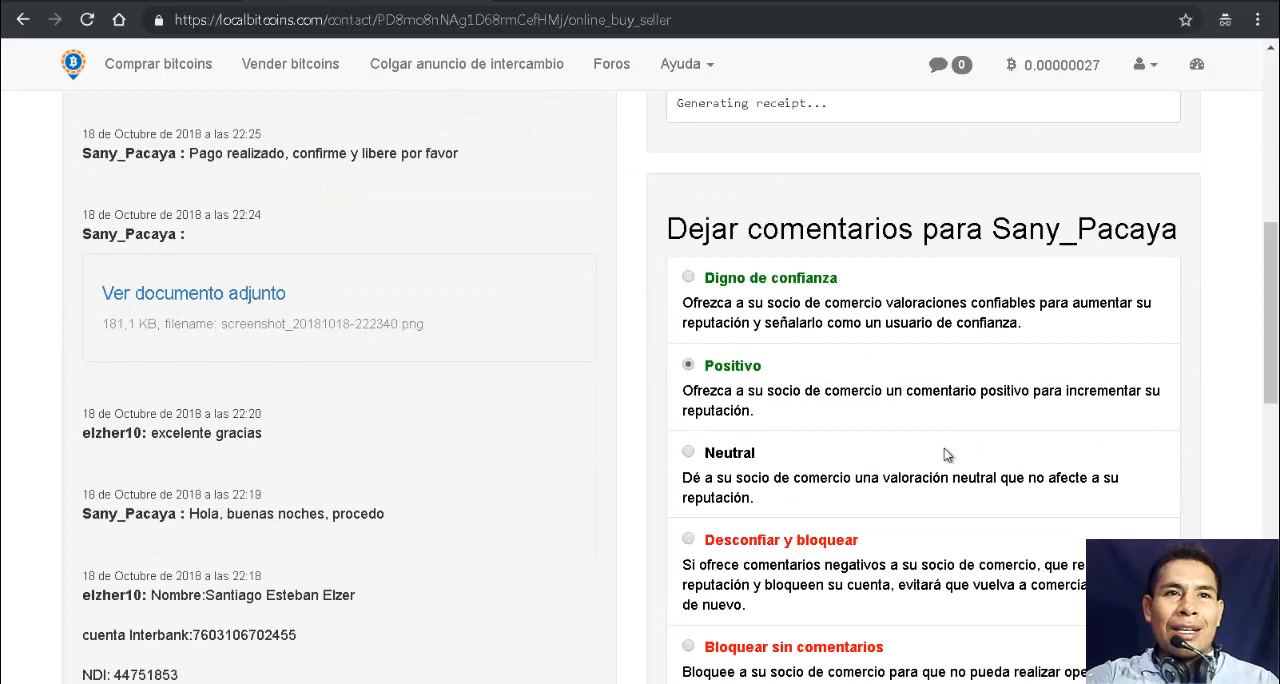 https://localbitcoins.com/contact/PD8mo8nNAg1D68rmCefHMj/online_buy_seller
Comprar bitcoins Vender bitcoins Colgar anuncio de intercambio Foros Ayuda 0 0.00000027
18 de Octubre de 2018 a las 22:25
Sany_Pacaya : Pago realizado, confirme y libere por favor
18 de Octubre de 2018 a las 22:24
Sany_Pacaya :
Ver documento adjunto
181,1 KB, filename: screenshot_20181018-222340.png
18 de Octubre de 2018 a las 22:20
elzher10: excelente gracias
18 de Octubre de 2018 a las 22:19
Sany_Pacaya : Hola, buenas noches, procedo
18 de Octubre de 2018 a las 22:18
elzher10: Nombre:Santiago Esteban Elzer
cuenta Interbank:7603106702455
NDI: 44751853
Generating receipt...
Dejar comentarios para Sany_Pacaya
Digno de confianza
Ofrezca a su socio de comercio valoraciones confiables para aumentar su
reputación y señalarlo como un usuario de confianza.
Positivo
Ofrezca a su socio de comercio un comentario positivo para incrementar su
reputación.
Neutral
Dé a su socio de comercio una valoración neutral que no afecte a su
reputación.
Desconfiar y bloquear
Si ofrece comentarios negativos a su socio de comercio, que re
reputación y bloqueen su cuenta, evitará que vuelva a comercia
de nuevo.
Bloquear sin comentarios
Bloquee a su socio de comercio para que no pueda realizar ope